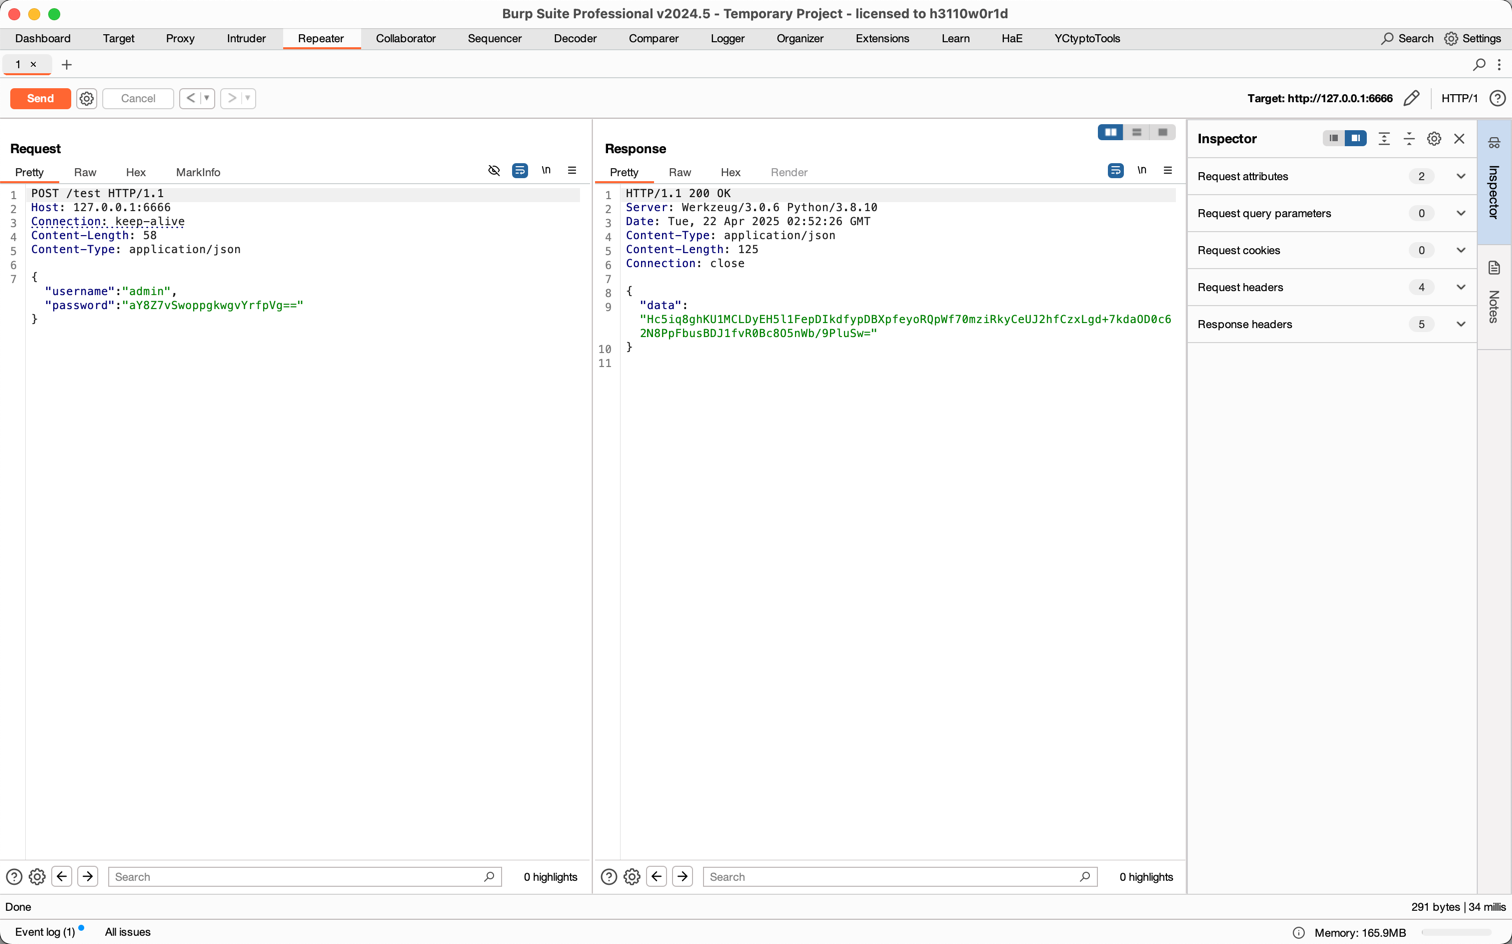 Burp Suite Professional v2024.5 - Temporary Project - licensed to h3110w0r1d
Dashboard Target Proxy Intruder Repeater Collaborator Sequencer Decoder Comparer Logger Organizer Extensions Learn HaE YCtyptoTools Search Settings
1 × +
Send Cancel < > Target: http://127.0.0.1:6666 HTTP/1 ?
Request
Pretty Raw Hex MarkInfo \n
1 POST /test HTTP/1.1
2 Host: 127.0.0.1:6666
3 Connection: keep-alive
4 Content-Length: 58
5 Content-Type: application/json
6
7 {
"username":"admin",
"password":"aY8Z7vSwoppgkwgvYrfpVg=="
}
Search 0 highlights
Response
Pretty Raw Hex Render \n
1 HTTP/1.1 200 OK
2 Server: Werkzeug/3.0.6 Python/3.8.10
3 Date: Tue, 22 Apr 2025 02:52:26 GMT
4 Content-Type: application/json
5 Content-Length: 125
6 Connection: close
7
8 {
9 "data":
"Hc5iq8ghKU1MCLDyEH5l1FepDIkdfypDBXpfeyoRQpWf70mziRkyCeUJ2hfCzxLgd+7kdaOD0c6
2N8PpFbusBDJ1fvR0Bc8O5nWb/9PluSw="
10 }
11
Search 0 highlights
Inspector
Request attributes 2
Request query parameters 0
Request cookies 0
Request headers 4
Response headers 5
Inspector
Notes
Done 291 bytes | 34 millis
Event log (1) All issues Memory: 165.9MB